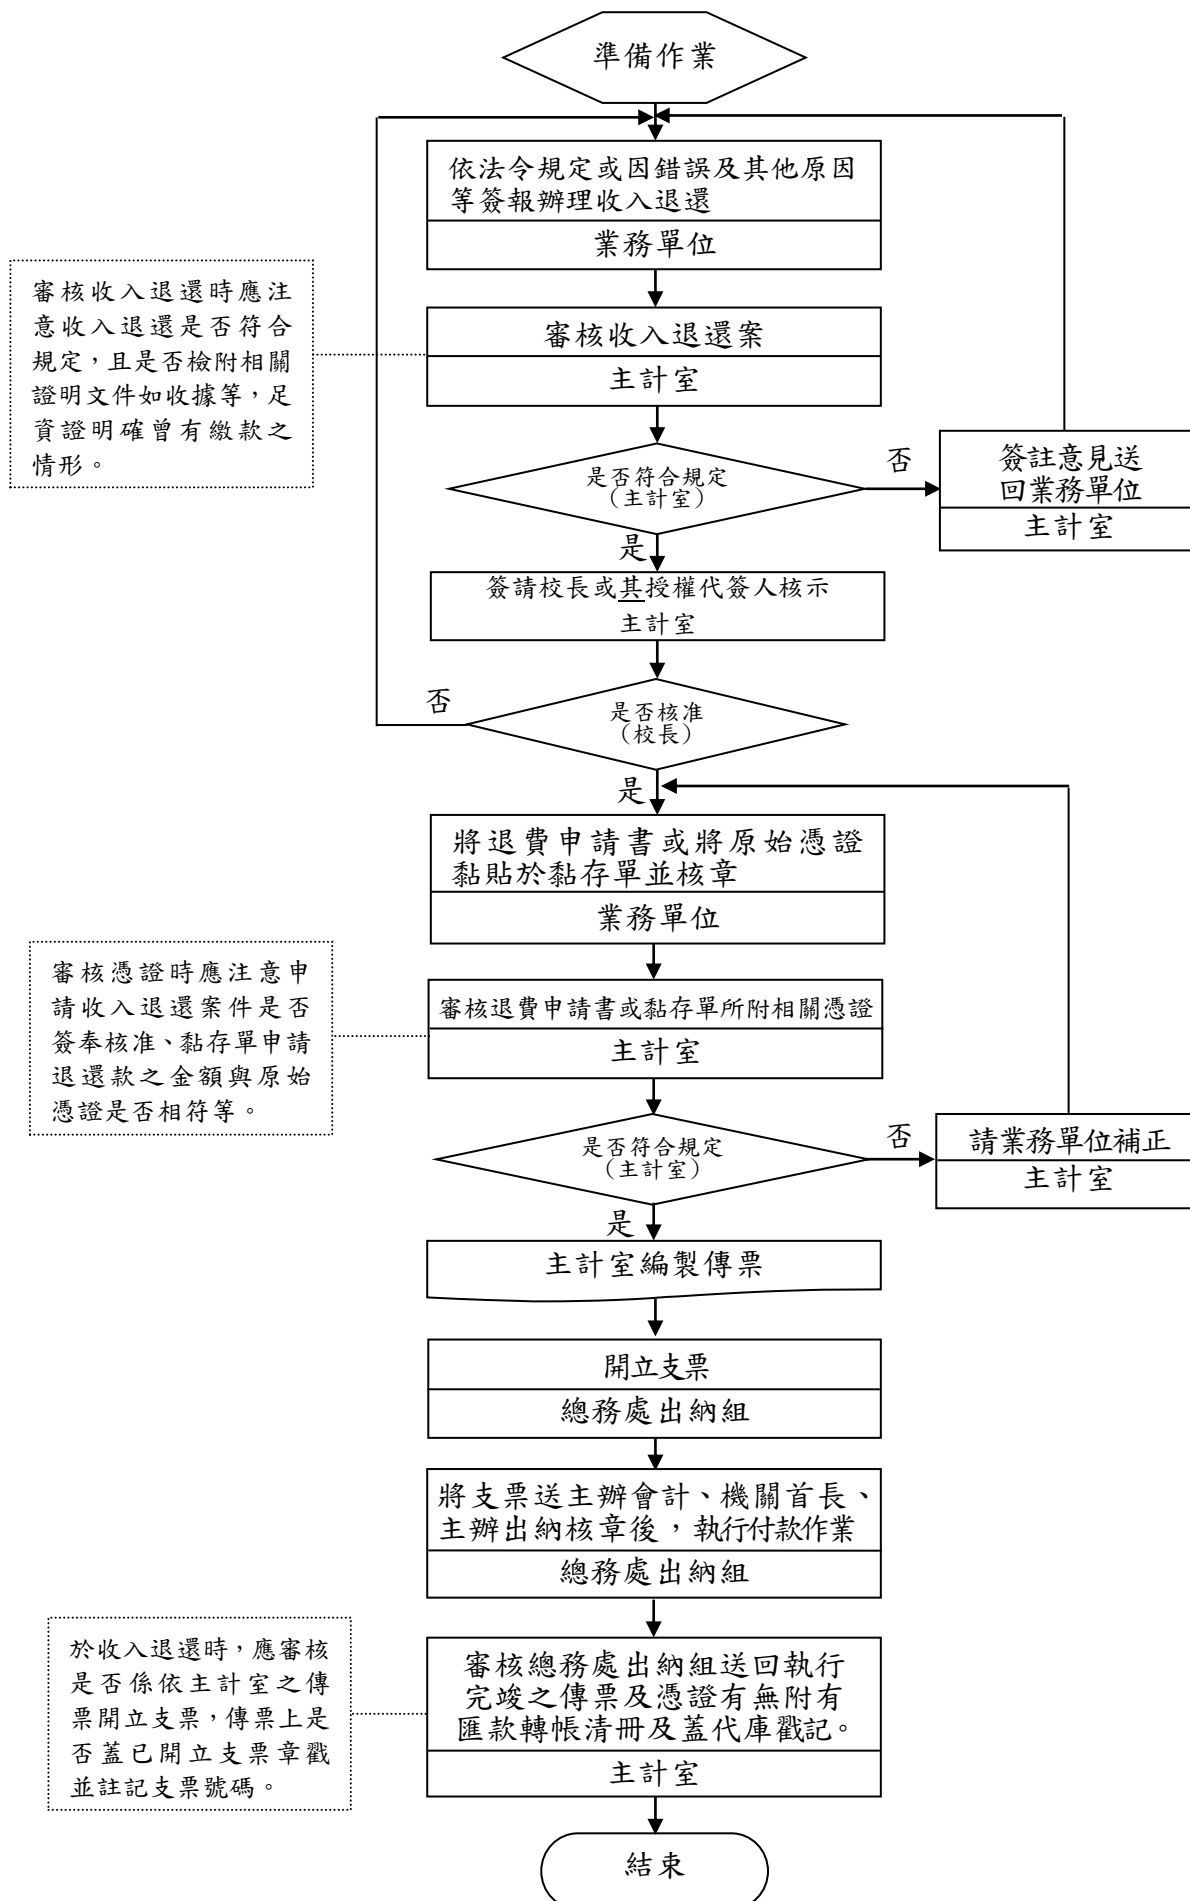 準備作業
依法令規定或因錯誤及其他原因
等簽報辦理收入退還
業務單位
審核收入退還時應注
意收入退還是否符合
規定，且是否檢附相關
證明文件如收據等，足
資證明確曾有繳款之
情形。
審核收入退還案
主計室
是否符合規定
（主計室）
否
簽註意見送
回業務單位
主計室
是
簽請校長或其授權代簽人核示
主計室
否
是否核准
（校長）
是
將退費申請書或將原始憑證
黏貼於黏存單並核章
業務單位
審核憑證時應注意申
請收入退還案件是否
簽奉核准、黏存單申請
退還款之金額與原始
憑證是否相符等。
審核退費申請書或黏存單所附相關憑證
主計室
是否符合規定
（主計室）
否
請業務單位補正
主計室
是
主計室編製傳票
開立支票
總務處出納組
將支票送主辦會計、機關首長、
主辦出納核章後，執行付款作業
總務處出納組
於收入退還時，應審核
是否係依主計室之傳
票開立支票，傳票上是
否蓋已開立支票章戳
並註記支票號碼。
審核總務處出納組送回執行
完竣之傳票及憑證有無附有
匯款轉帳清冊及蓋代庫戳記。
主計室
結束